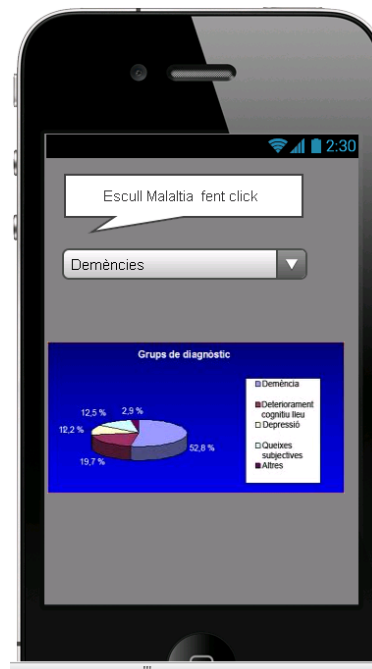 2:30
Escull Malaltia fent click
Demències
Grups de diagnòstic
12,5 %
2,9 %
12,2 %
19,7 %
52,8 %
Demència
Deteriorament
cognitiu lleu
Depressió
Queixes
subjectives
Altres